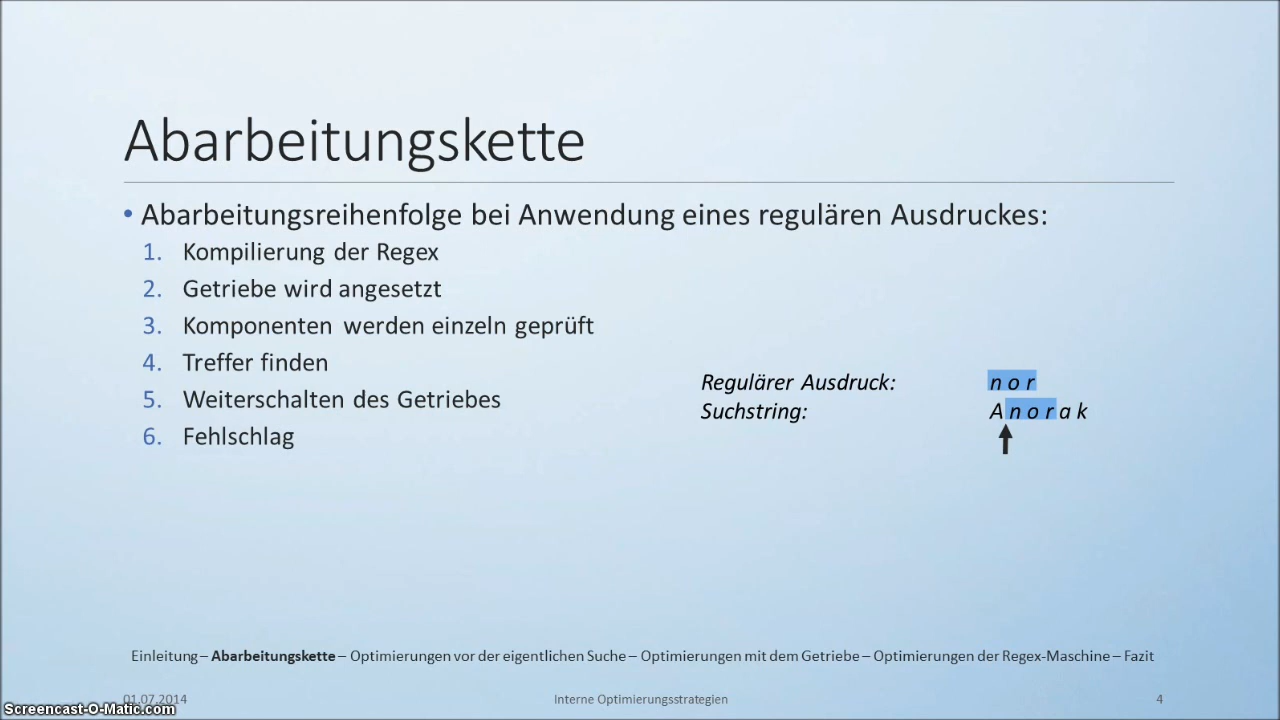 Abarbeitungskette
• Abarbeitungsreihenfolge bei Anwendung eines regulären Ausdruckes:
1. Kompilierung der Regex
2. Getriebe wird angesetzt
3. Komponenten werden einzeln geprüft
4. Treffer finden
5. Weiterschalten des Getriebes
6. Fehlschlag
Regulärer Ausdruck: n o r
Suchstring: A n o r a k
Einleitung – Abarbeitungskette – Optimierungen vor der eigentlichen Suche – Optimierungen mit dem Getriebe – Optimierungen der Regex-Maschine – Fazit
01.07.2014 Interne Optimierungsstrategien 4
Screencast-O-Matic.com